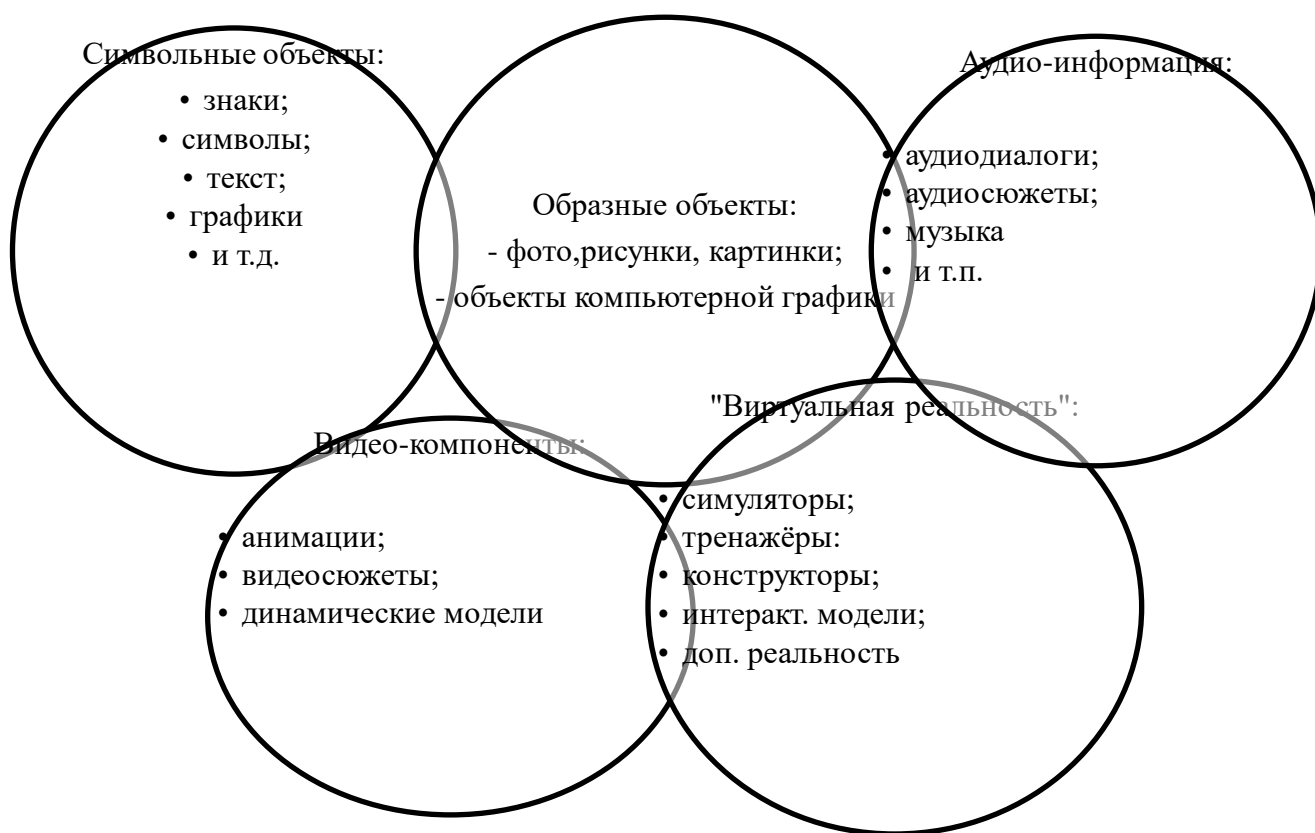 Символьные объекты:
• знаки;
• символы;
• текст;
• графики
• и т.д.
Образные объекты:
- фото,рисунки, картинки;
- объекты компьютерной графики
Аудио-информация:
• аудиодиалоги;
• аудиосюжеты;
• музыка
• и т.п.
Видео-компоненты:
• анимации;
• видеосюжеты;
• динамические модели
"Виртуальная реальность":
• симуляторы;
• тренажёры:
• конструкторы;
• интеракт. модели;
• доп. реальность